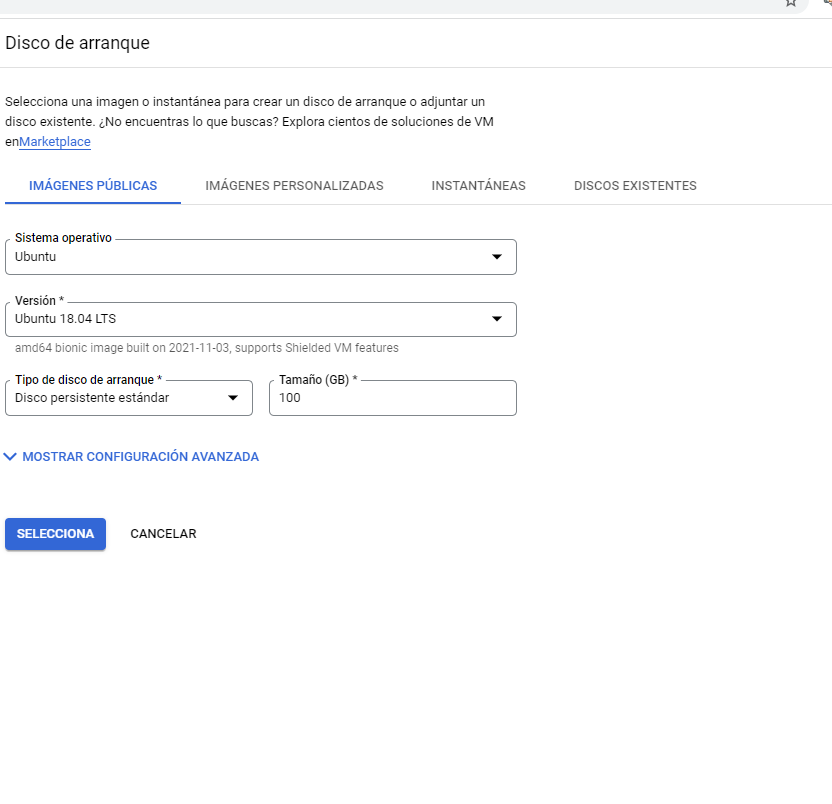 Disco de arranque
Selecciona una imagen o instantánea para crear un disco de arranque o adjuntar un
disco existente. ¿No encuentras lo que buscas? Explora cientos de soluciones de VM
enMarketplace
IMÁGENES PÚBLICAS IMÁGENES PERSONALIZADAS INSTANTÁNEAS DISCOS EXISTENTES
Sistema operativo
Ubuntu
Versión *
Ubuntu 18.04 LTS
amd64 bionic image built on 2021-11-03, supports Shielded VM features
Tipo de disco de arranque * Tamaño (GB) *
Disco persistente estándar 100
MOSTRAR CONFIGURACIÓN AVANZADA
SELECCIONA CANCELAR